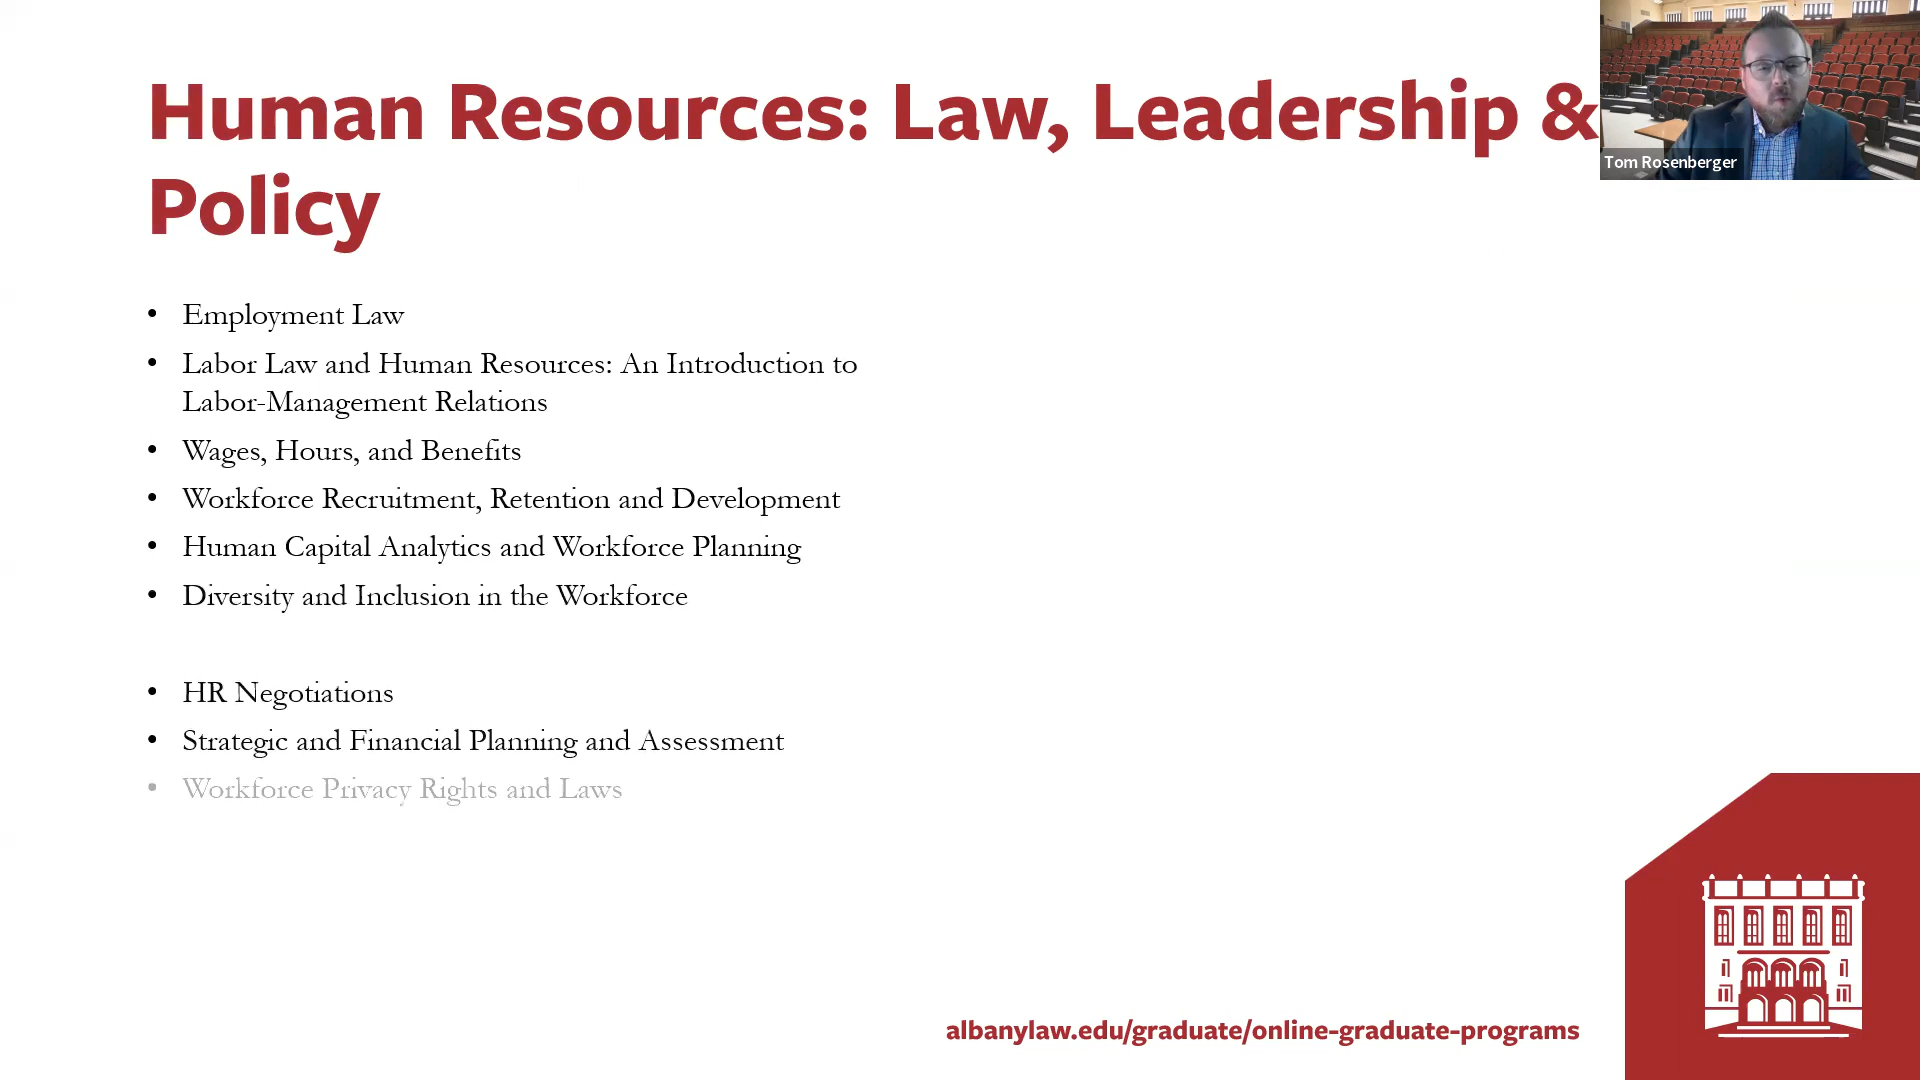 Human Resources: Law, Leadership &
Policy
Tom Rosenberger
• Employment Law
• Labor Law and Human Resources: An Introduction to
Labor-Management Relations
• Wages, Hours, and Benefits
• Workforce Recruitment, Retention and Development
• Human Capital Analytics and Workforce Planning
• Diversity and Inclusion in the Workforce
• HR Negotiations
• Strategic and Financial Planning and Assessment
• Workforce Privacy Rights and Laws
albanylaw.edu/graduate/online-graduate-programs